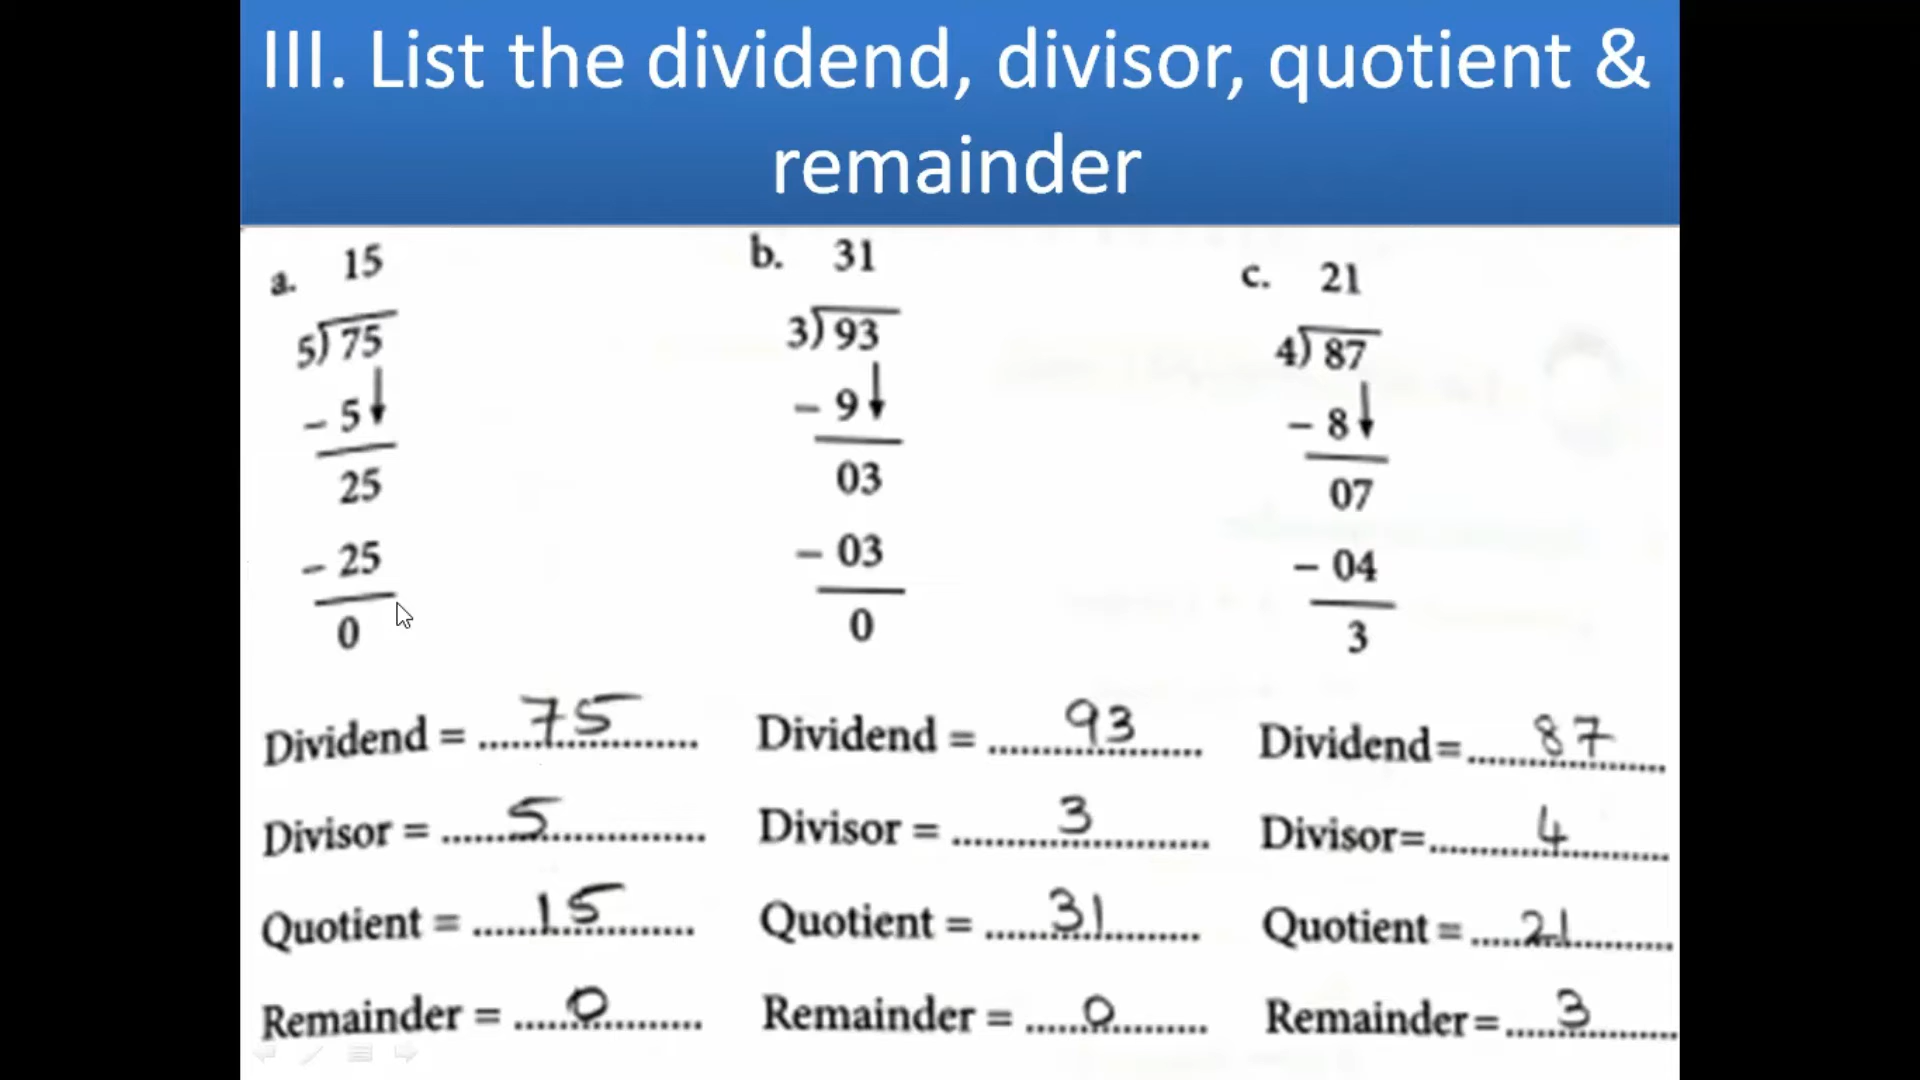 III. List the dividend, divisor, quotient &
remainder
a. 15
5)75
- 5
25
- 25
0
Dividend = ....75....
Divisor = ....5....
Quotient = ....15....
Remainder = ....0....
b. 31
3)93
- 9
03
- 03
0
Dividend = ....93....
Divisor = ....3....
Quotient = ....31....
Remainder = ....0....
c. 21
4)87
- 8
07
- 04
3
Dividend=....87....
Divisor=....4....
Quotient =....21....
Remainder=....3....